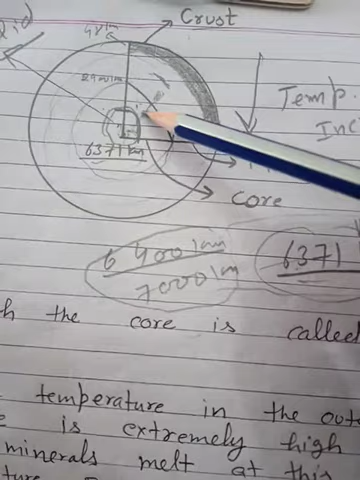 Crust
Temp.
Inc
6371 km
Core
6400 km
7000 km
6371
the core is called
temperature in the oute
is extremely high
minerals melt at this